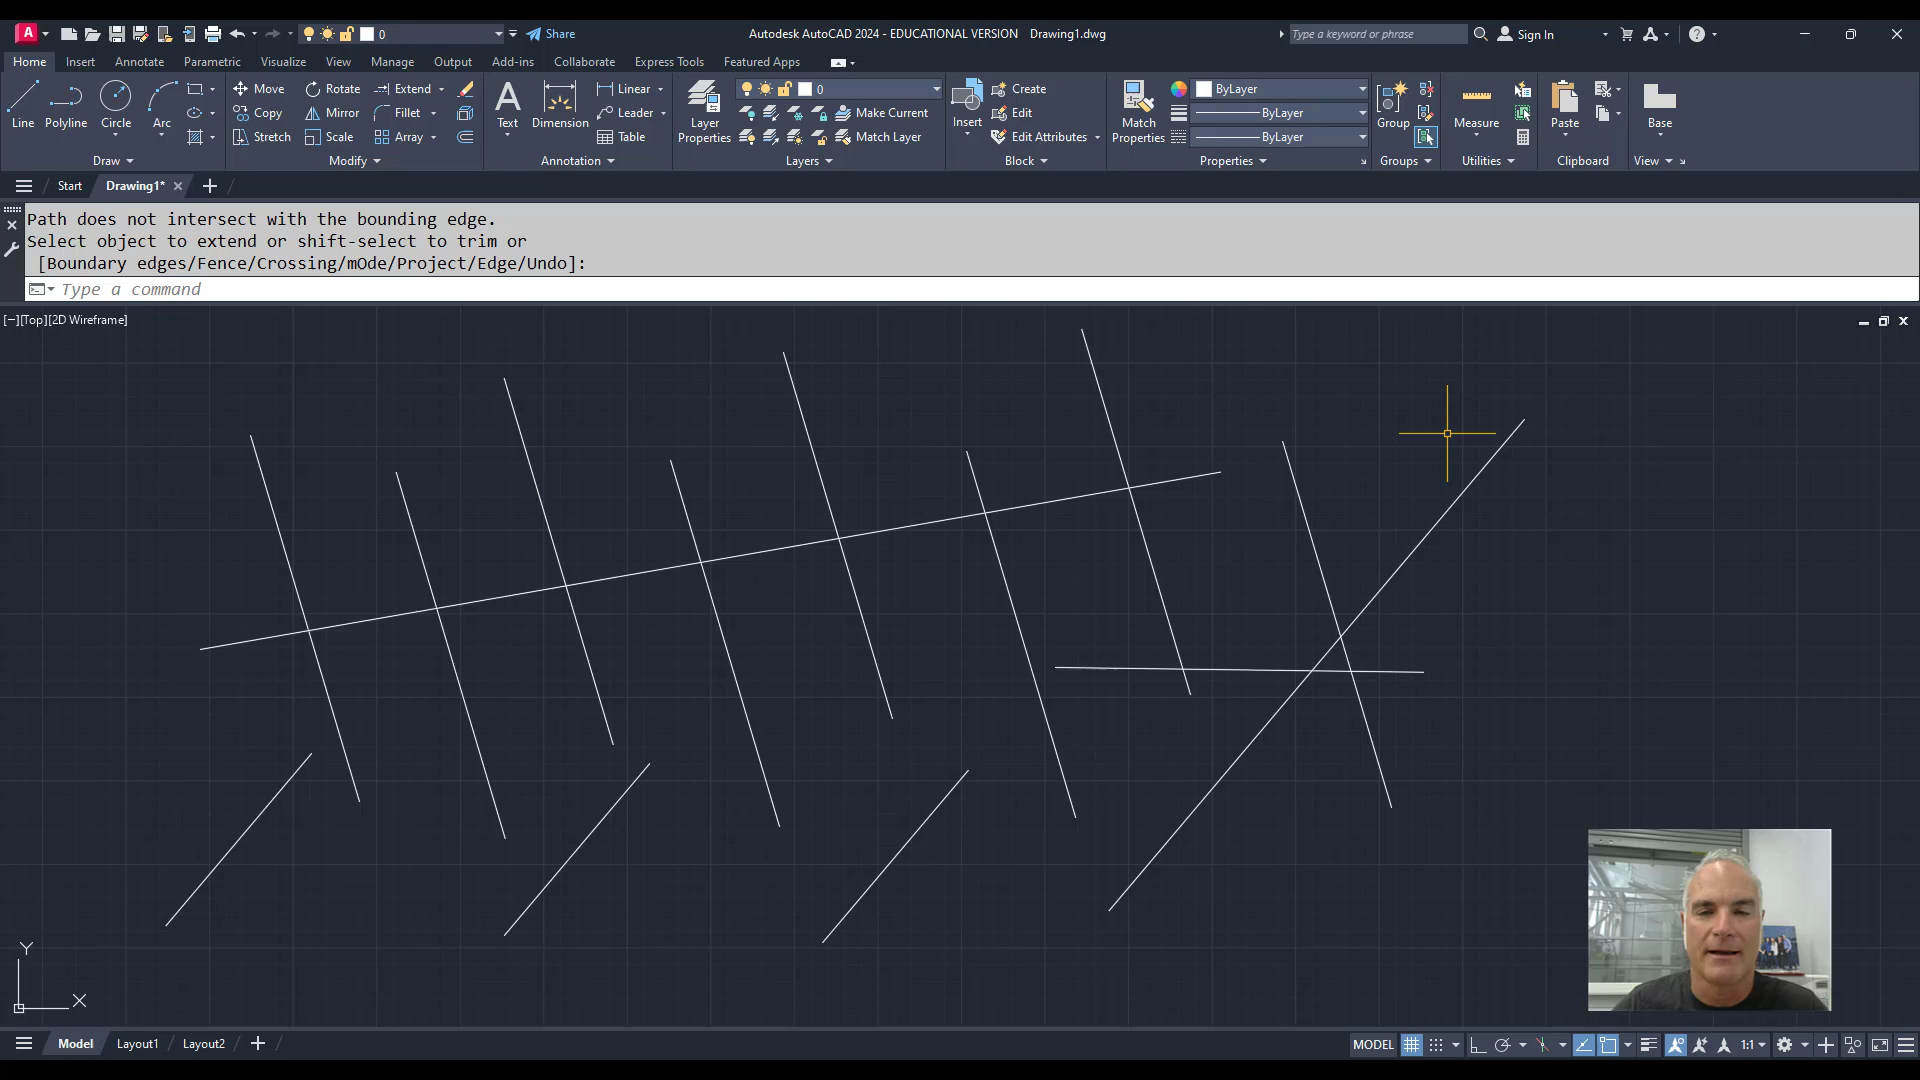 A
0
Share
Autodesk AutoCAD 2024 - EDUCATIONAL VERSION Drawing1.dwg
Type a keyword or phrase
Sign In
Home Insert Annotate Parametric Visualize View Manage Output Add-ins Collaborate Express Tools Featured Apps
Line
Polyline
Circle
Arc
Draw
Move Rotate Extend
Copy Mirror Fillet
Stretch Scale Array
Modify
Text
Dimension
Linear
Leader
Table
Annotation
Layer
Properties
0
Make Current
Match Layer
Layers
Insert
Create
Edit
Edit Attributes
Block
Match
Properties
ByLayer
ByLayer
ByLayer
Properties
Group
Groups
Measure
Utilities
Paste
Clipboard
Base
View
Start Drawing1*
Path does not intersect with the bounding edge.
Select object to extend or shift-select to trim or
[Boundary edges/Fence/Crossing/mOde/Project/Edge/Undo]:
Type a command
[−][Top][2D Wireframe]
Y
X
Model Layout1 Layout2
MODEL
1:1